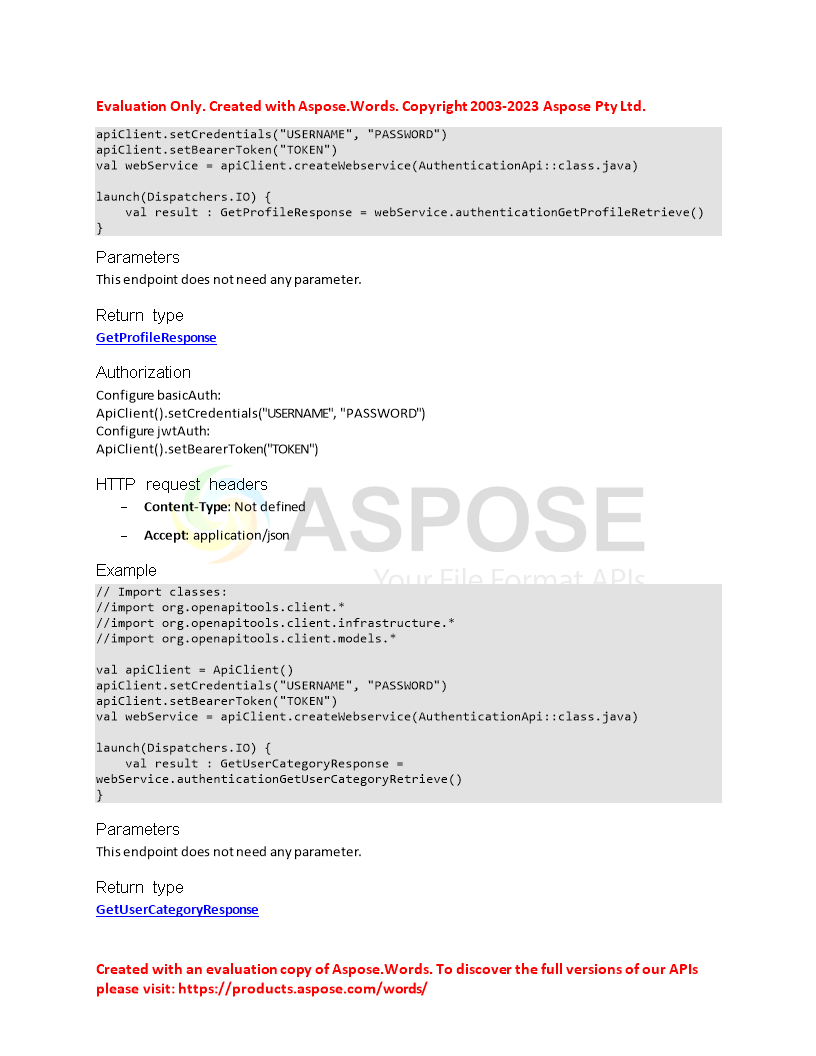 Evaluation Only. Created with Aspose.Words. Copyright 2003-2023 Aspose Pty Ltd.
apiClient.setCredentials("USERNAME", "PASSWORD")
apiClient.setBearerToken("TOKEN")
val webService = apiClient.createWebservice(AuthenticationApi::class.java)
launch(Dispatchers.IO) {
    val result : GetProfileResponse = webService.authenticationGetProfileRetrieve()
}
Parameters
This endpoint does not need any parameter.
Return type
GetProfileResponse
Authorization
Configure basicAuth:
ApiClient().setCredentials("USERNAME", "PASSWORD")
Configure jwtAuth:
ApiClient().setBearerToken("TOKEN")
HTTP request headers
– Content-Type: Not defined
– Accept: application/json
ASPOSE
Your File Format APIs
Example
// Import classes:
//import org.openapitools.client.*
//import org.openapitools.client.infrastructure.*
//import org.openapitools.client.models.*
val apiClient = ApiClient()
apiClient.setCredentials("USERNAME", "PASSWORD")
apiClient.setBearerToken("TOKEN")
val webService = apiClient.createWebservice(AuthenticationApi::class.java)
launch(Dispatchers.IO) {
    val result : GetUserCategoryResponse =
webService.authenticationGetUserCategoryRetrieve()
}
Parameters
This endpoint does not need any parameter.
Return type
GetUserCategoryResponse
Created with an evaluation copy of Aspose.Words. To discover the full versions of our APIs
please visit: https://products.aspose.com/words/